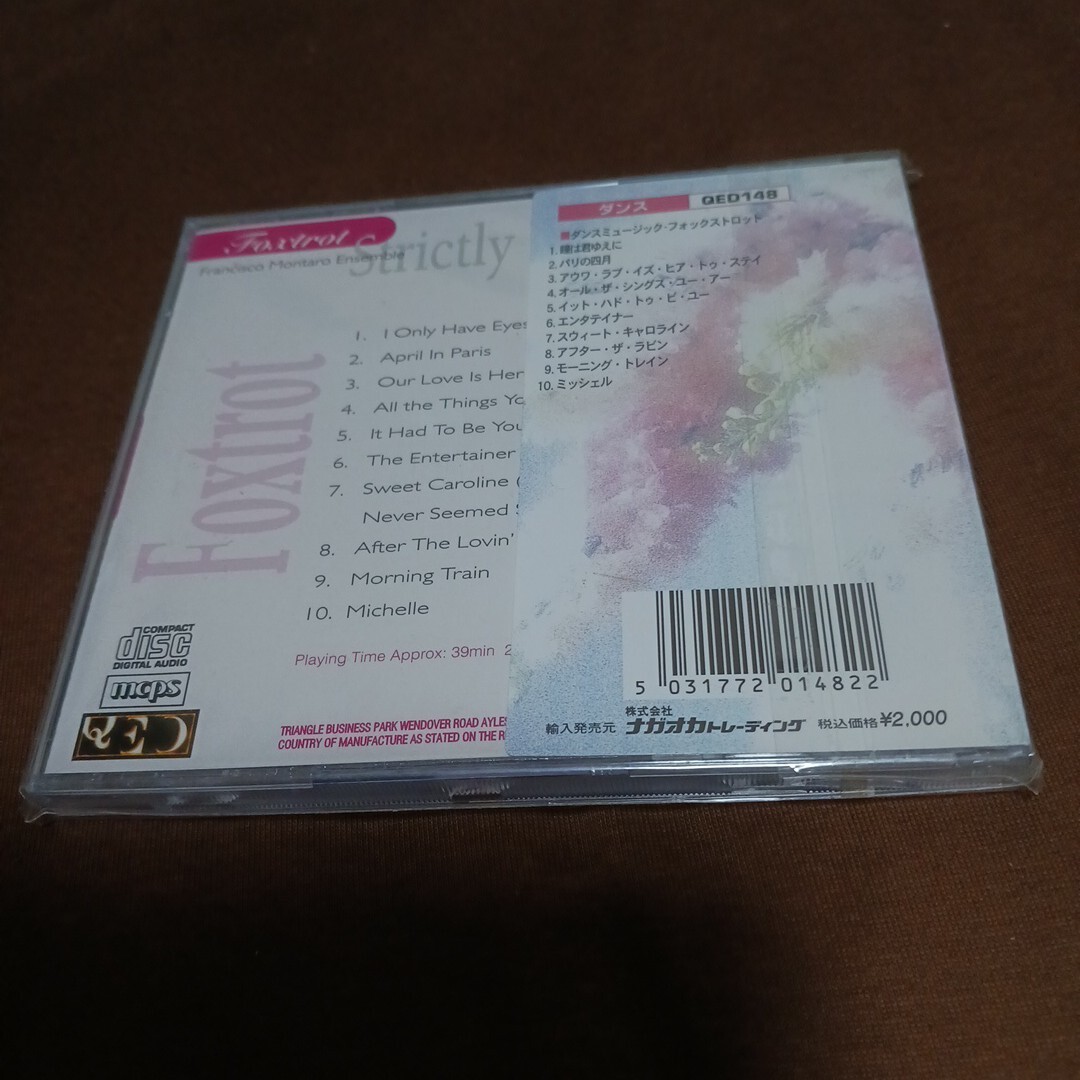 Foxtrot
Strictly
Francisco Montaro Ensemble
Foxtrot
1. I Only Have Eyes
2. April In Paris
3. Our Love Is Her
4. All the Things Yo
5. It Had To Be You
6. The Entertainer
7. Sweet Caroline (
Never Seemed S
8. After The Lovin'
9. Morning Train
10. Michelle
Playing Time Approx: 39min 2
COMPACT
disc
DIGITAL AUDIO
mcps
QED
TRIANGLE BUSINESS PARK WENDOVER ROAD AYLES
COUNTRY OF MANUFACTURE AS STATED ON THE R
ダンス QED148
■ダンスミュージック・フォックストロット
1. 瞳は君ゆえに
2. パリの四月
3. アウワ・ラブ・イズ・ヒア・トゥ・ステイ
4. オール・ザ・シングズ・ユー・アー
5. イット・ハド・トゥ・ビ・ユー
6. エンタテイナー
7. スウィート・キャロライン
8. アフター・ザ・ラビン
9. モーニング・トレイン
10. ミッシェル
5 031772 014822
輸入発売元 株式会社 ナガオカトレーディング 税込価格¥2,000